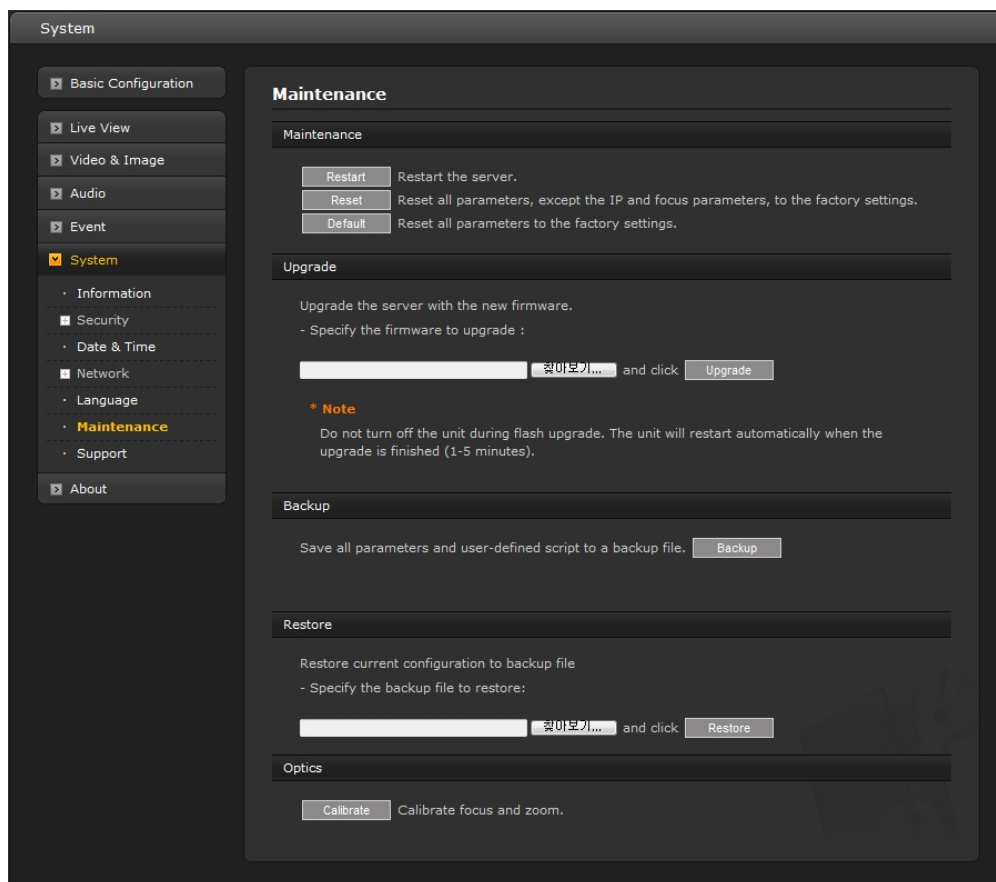 System
Basic Configuration
Live View
Video & Image
Audio
Event
System
· Information
Security
· Date & Time
Network
· Language
· Maintenance
· Support
About
Maintenance
Maintenance
Restart Restart the server.
Reset Reset all parameters, except the IP and focus parameters, to the factory settings.
Default Reset all parameters to the factory settings.
Upgrade
Upgrade the server with the new firmware.
- Specify the firmware to upgrade :
찾아보기... and click Upgrade
* Note
Do not turn off the unit during flash upgrade. The unit will restart automatically when the
upgrade is finished (1-5 minutes).
Backup
Save all parameters and user-defined script to a backup file. Backup
Restore
Restore current configuration to backup file
- Specify the backup file to restore:
찾아보기... and click Restore
Optics
Calibrate Calibrate focus and zoom.